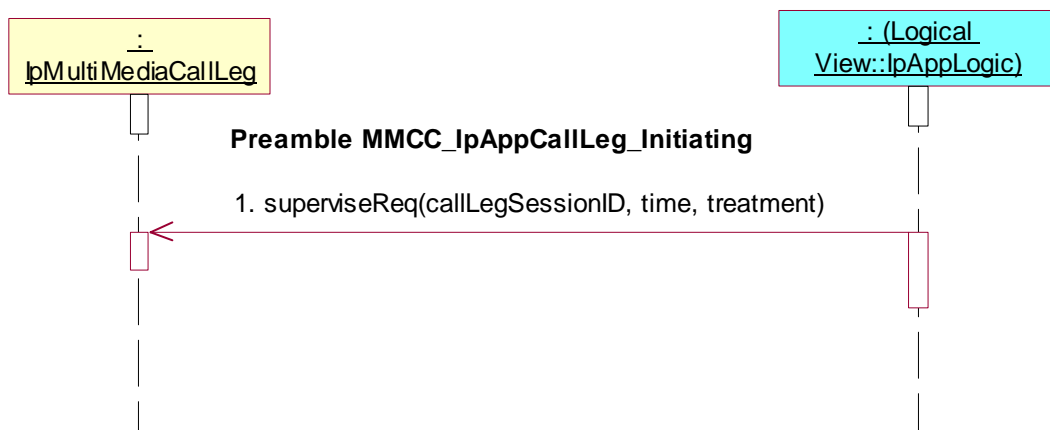 :
IpMultiMediaCallLeg
: (Logical
View::IpAppLogic)
Preamble MMCC_IpAppCallLeg_Initiating
1. superviseReq(callLegSessionID, time, treatment)